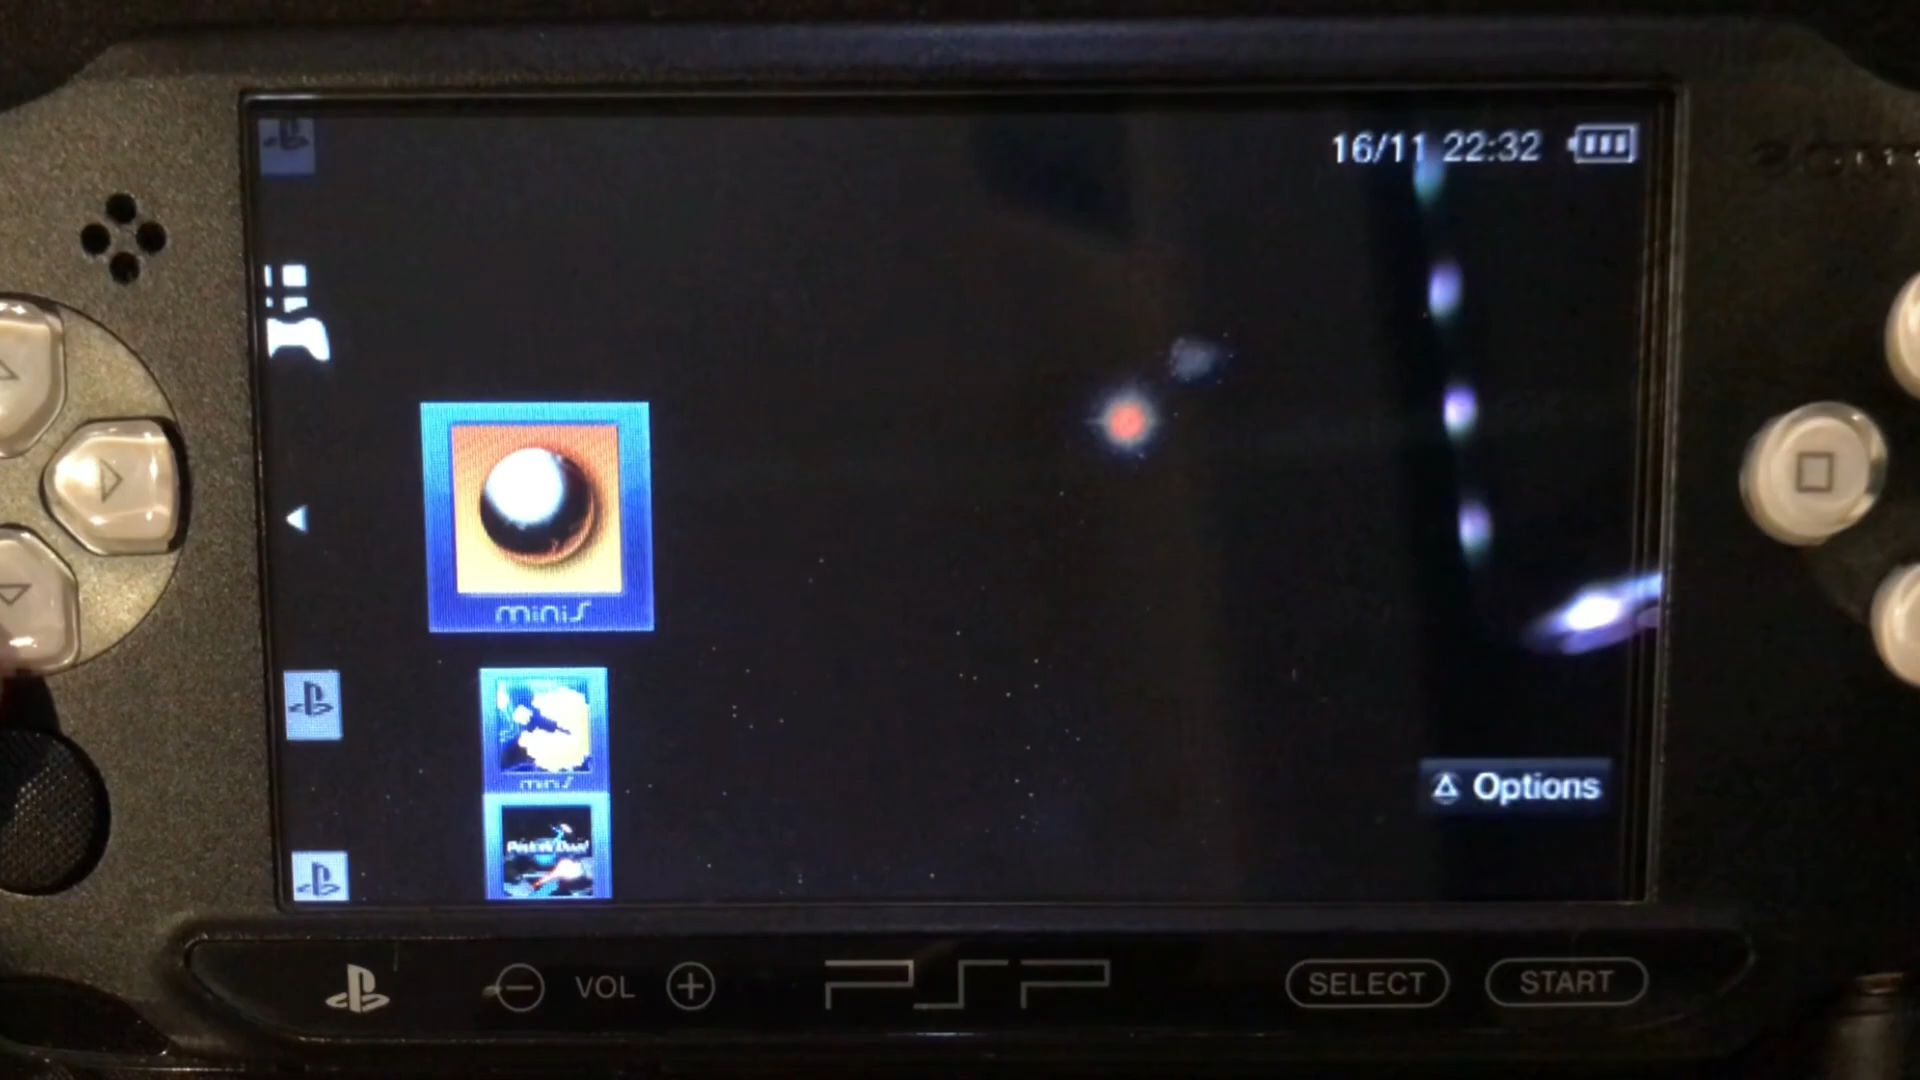 16/11 22:32
minis
minis
Options
VOL
PSP
SELECT
START